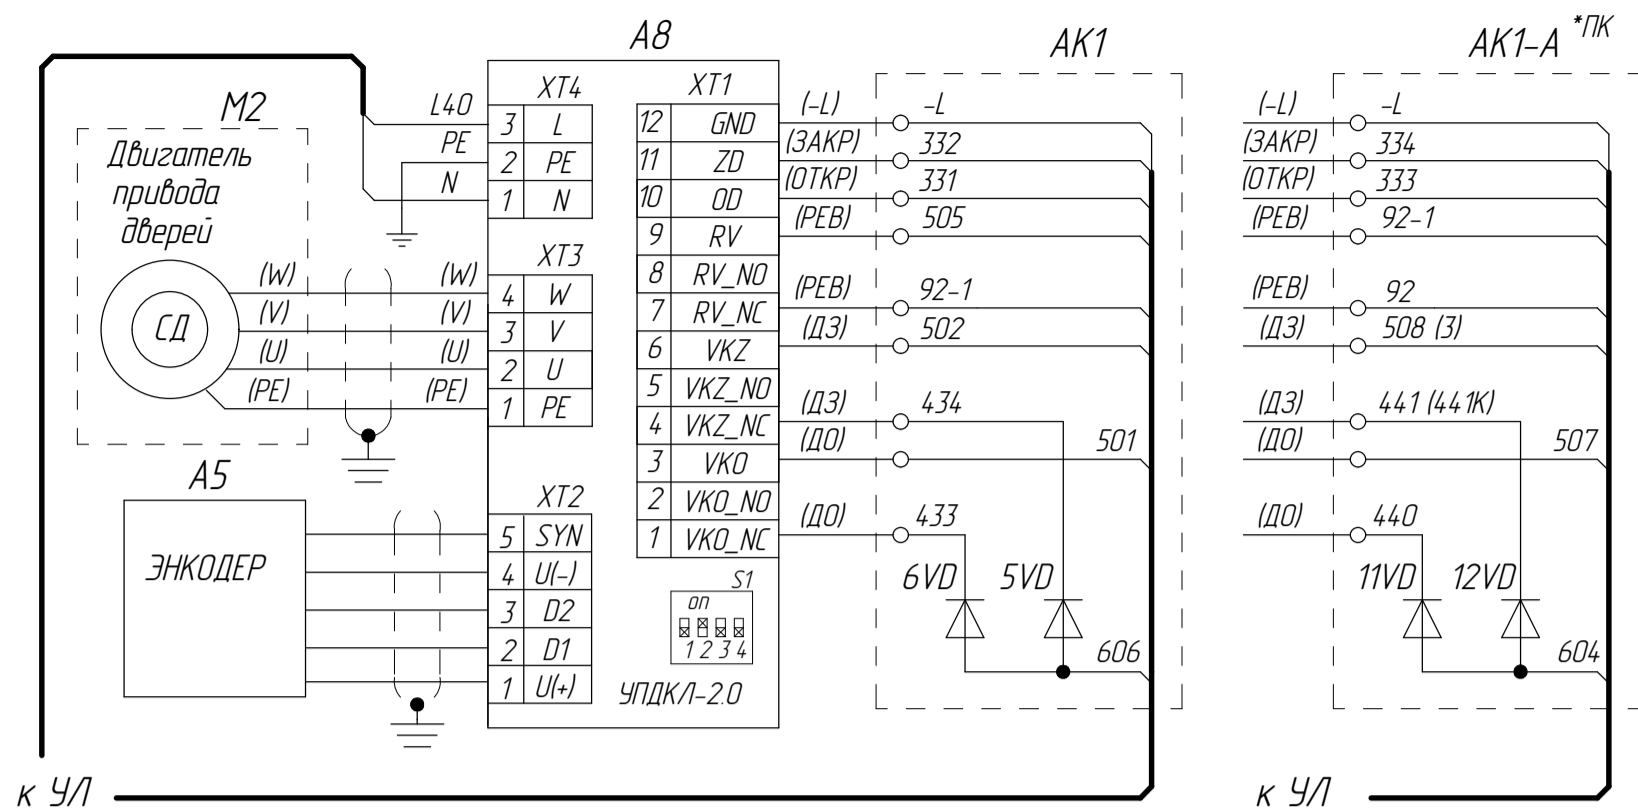 А8
АК1
АК1-А *ПК
М2
Двигатель
привода
дверей
СД
(W)
(V)
(U)
(PE)
(W)
(V)
(U)
(PE)
L40
PE
N
XT4
3 L
2 PE
1 N
XT3
4 W
3 V
2 U
1 PE
А5
ЭНКОДЕР
XT2
5 SYN
4 U(-)
3 D2
2 D1
1 U(+)
XT1
12 GND
11 ZD
10 OD
9 RV
8 RV_NO
7 RV_NC
6 VKZ
5 VKZ_NO
4 VKZ_NC
3 VKO
2 VKO_NO
1 VKO_NC
S1
on
1 2 3 4
УПДКЛ-2.0
(-L) -L
(ЗАКР) 332
(ОТКР) 331
(РЕВ) 505
(РЕВ) 92-1
(ДЗ) 502
(ДЗ) 434
(ДО) 501
(ДО) 433
6VD 5VD
606
(-L) -L
(ЗАКР) 334
(ОТКР) 333
(РЕВ) 92-1
(РЕВ) 92
(ДЗ) 508 (3)
(ДЗ) 441 (441К)
(ДО) 507
(ДО) 440
11VD 12VD
604
к УЛ
к УЛ